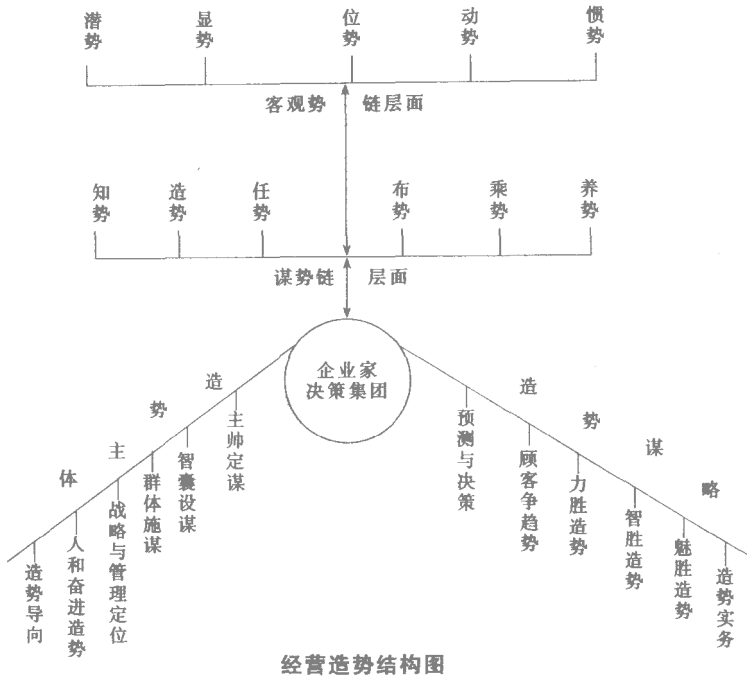 潜势
显势
位势
动势
惯势
客观势 链层面
知势
造势
任势
布势
乘势
养势
谋势链 层面
企业家
决策集团
造势主体
主帅定谋
智囊设谋
群体施谋
战略与管理定位
人和奋进造势
造势导向
造势谋略
预测与决策
顾客争趋势
力胜造势
智胜造势
魅胜造势
造势实务
经营造势结构图